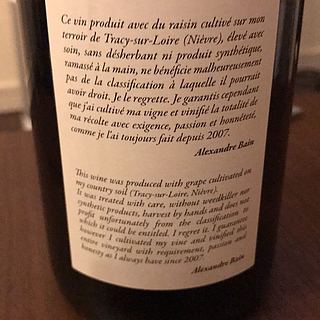 Ce vin produit avec du raisin cultivé sur mon
terroir de Tracy-sur-Loire (Nièvre), élevé avec
soin, sans désherbant ni produit synthétique,
ramassé à la main, ne bénéficie malheureusement
pas de la classification à laquelle il pourrait
avoir droit. Je le regrette. Je garantis cependant
que j'ai cultivé ma vigne et vinifié la totalité de
ma récolte avec exigence, passion et honnêteté,
comme je l'ai toujours fait depuis 2007.
Alexandre Bain
This wine was produced with grape cultivated on
my country soil (Tracy-sur-Loire, Nièvre).
It was treated with care, without weedkiller nor
synthetic products, harvest by hands and does not
profit unfortunately from the classification to
which it could be entitled. I regret it. I guarantee
however I cultivated my vine and vinified this
entire vineyard with requirement, passion and
honesty as I always have since 2007.
Alexandre Bain